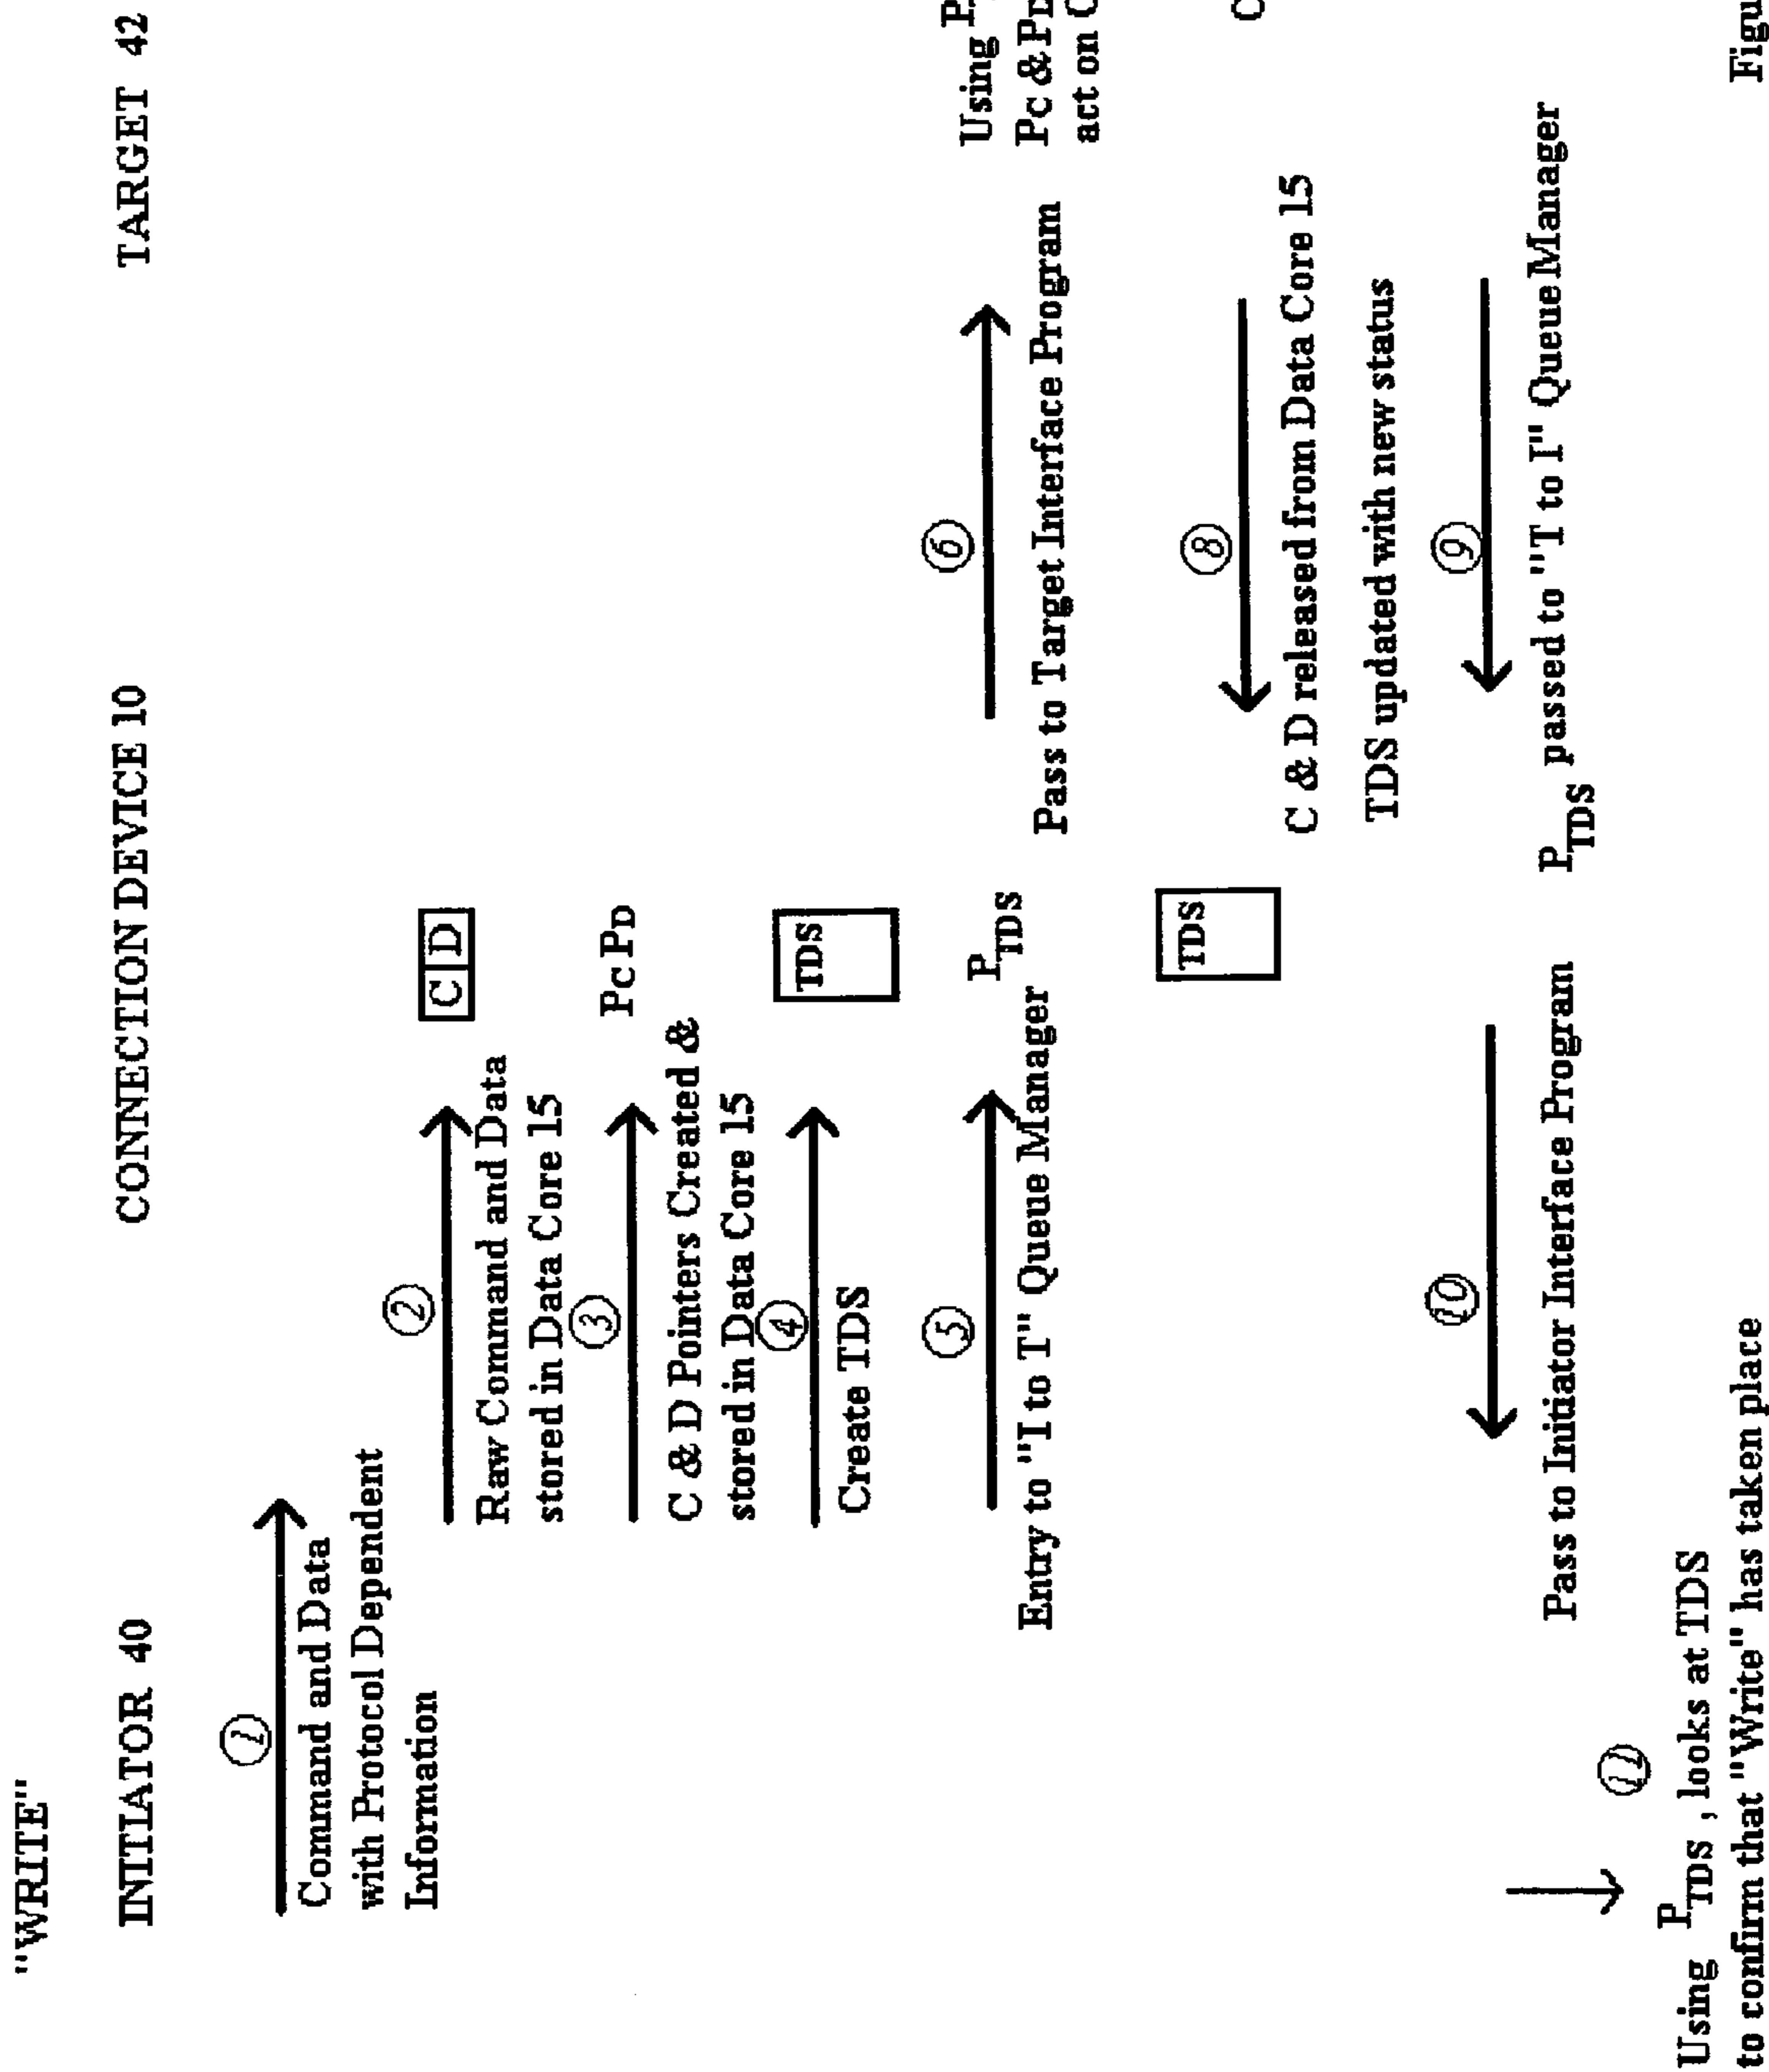 "WRITE"
INITIATOR 40
CONNECTION DEVICE 10
TARGET 42
1
Command and Data
with Protocol Dependent
Information
2
Raw Command and Data
stored in Data Core 15
C D
3
C & D Pointers Created &
stored in Data Core 15
PC PD
4
Create TDS
TDS
5
Entry to "I to T" Queue Manager
PTDS
6
Pass to Target Interface Program
Using P
PC & PD
act on
TDS
8
C & D released from Data Core 15
TDS updated with new status
9
PTDS passed to "T to I" Queue Manager
10
Pass to Initiator Interface Program
11
Using PTDS, looks at TDS
to confirm that "Write" has taken place